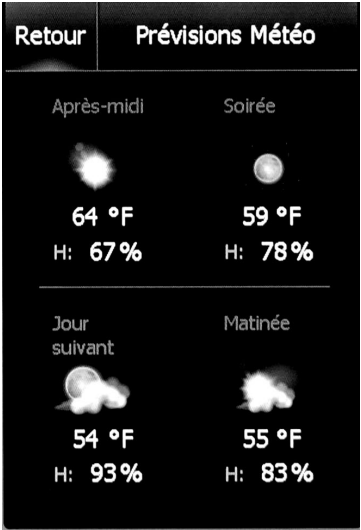 Retour
Prévisions Météo
Après-midi
Soirée
64 °F
59 °F
H: 67%
H: 78%
Jour
suivant
Matinée
54 °F
55 °F
H: 93%
H: 83%